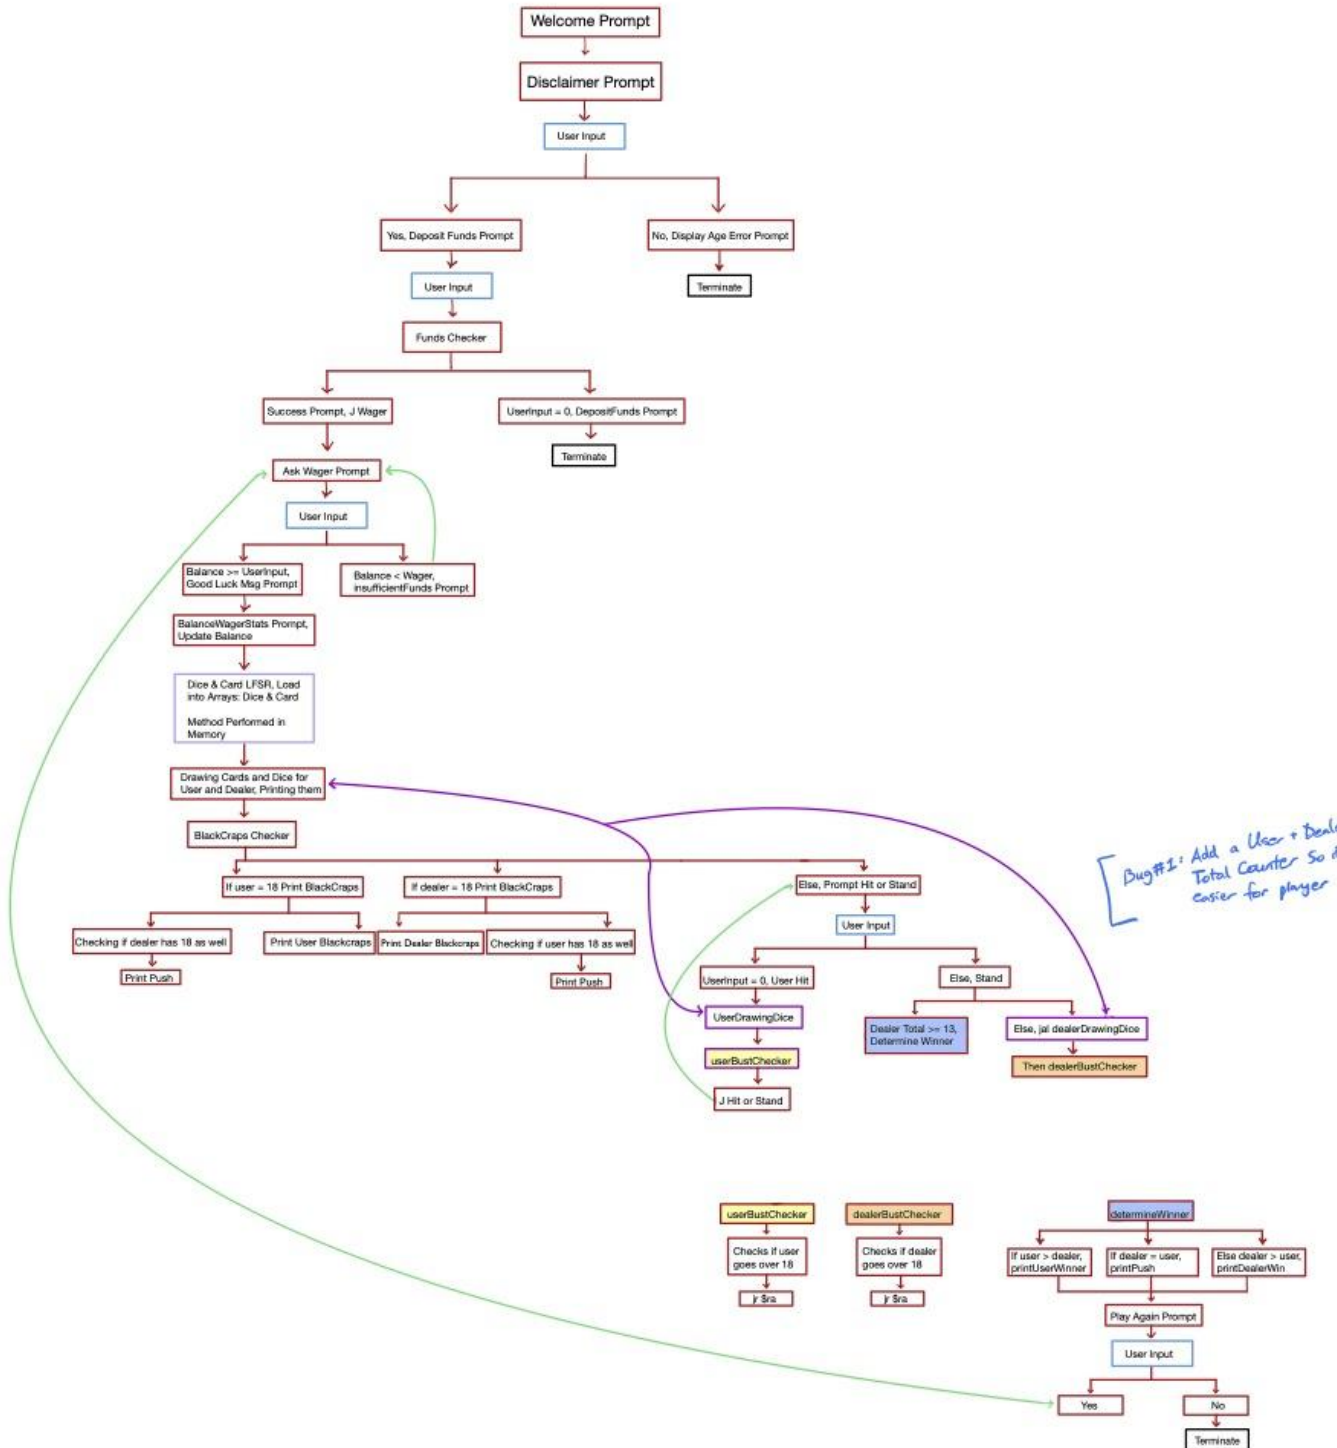 Welcome Prompt
Disclaimer Prompt
User Input
Yes, Deposit Funds Prompt
No, Display Age Error Prompt
User Input
Terminate
Funds Checker
Success Prompt, J Wager
UserInput = 0, DepositFunds Prompt
Terminate
Ask Wager Prompt
User Input
Balance >= UserInput,
Good Luck Msg Prompt
Balance < Wager,
insufficientFunds Prompt
BalanceWagerStats Prompt,
Update Balance
Dice & Card LFSR, Load
into Arrays: Dice & Card
Method Performed in
Memory
Drawing Cards and Dice for
User and Dealer, Printing them
BlackCraps Checker
If user = 18 Print BlackCraps
If dealer = 18 Print BlackCraps
Else, Prompt Hit or Stand
Bug#1: Add a User + Deale
Total Counter So
easier for player
Checking if dealer has 18 as well
Print User Blackcraps
Print Dealer Blackcraps
Checking if user has 18 as well
User Input
Print Push
Print Push
UserInput = 0, User Hit
Else, Stand
UserDrawingDice
Dealer Total >= 13,
Determine Winner
Else, jal dealerDrawingDice
userBustChecker
Then dealerBustChecker
J Hit or Stand
userBustChecker
dealerBustChecker
determineWinner
Checks if user
goes over 18
Checks if dealer
goes over 18
If user > dealer,
printUserWinner
If dealer = user,
printPush
Else dealer > user,
printDealerWin
jr $ra
jr $ra
Play Again Prompt
User Input
Yes
No
Terminate